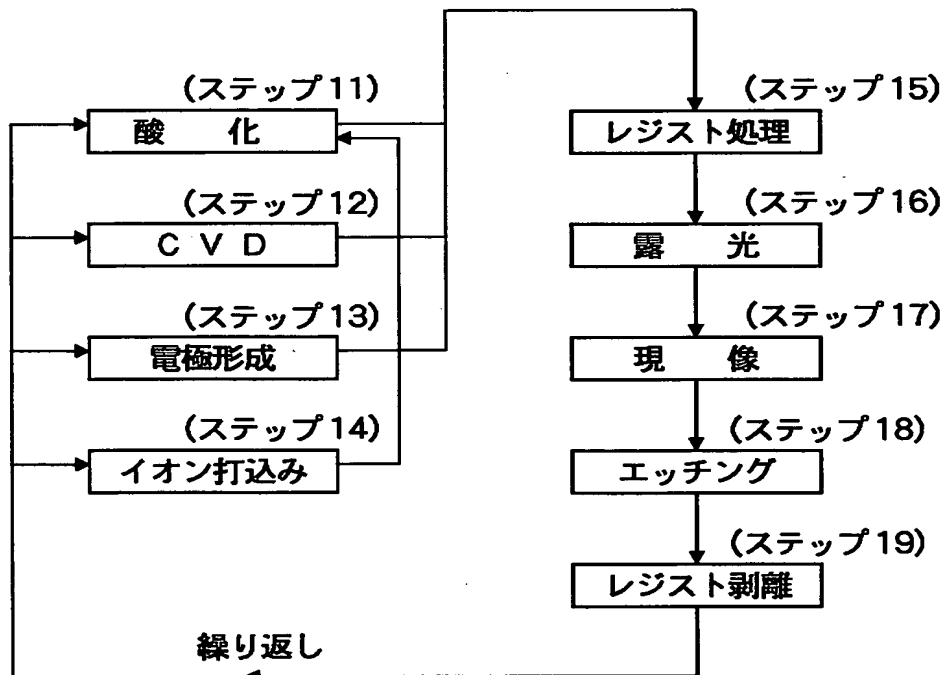 (ステップ11)
酸 化
(ステップ12)
C V D
(ステップ13)
電極形成
(ステップ14)
イオン打込み
(ステップ15)
レジスト処理
(ステップ16)
露 光
(ステップ17)
現 像
(ステップ18)
エッチング
(ステップ19)
レジスト剥離
繰り返し